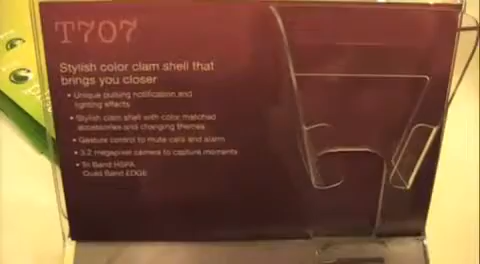 T707
Stylish color clam shell that
brings you closer
• Unique pulsing notification and
lighting effects
• Stylish clam shell with color matched
accessories and changing themes
• Gesture control to mute calls and alarm
• 3.2 megapixel camera to capture moments
• Tri Band HSPA
Quad Band EDGE